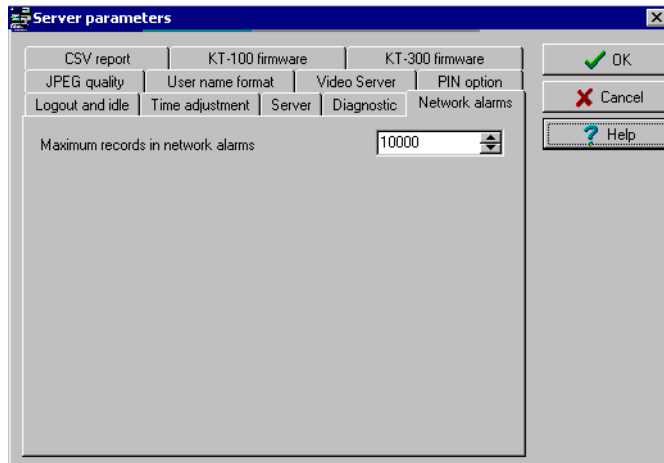 Server parameters
CSV report KT-100 firmware KT-300 firmware
JPEG quality User name format Video Server PIN option
Logout and idle Time adjustment Server Diagnostic Network alarms
Maximum records in network alarms 10000
OK
Cancel
Help